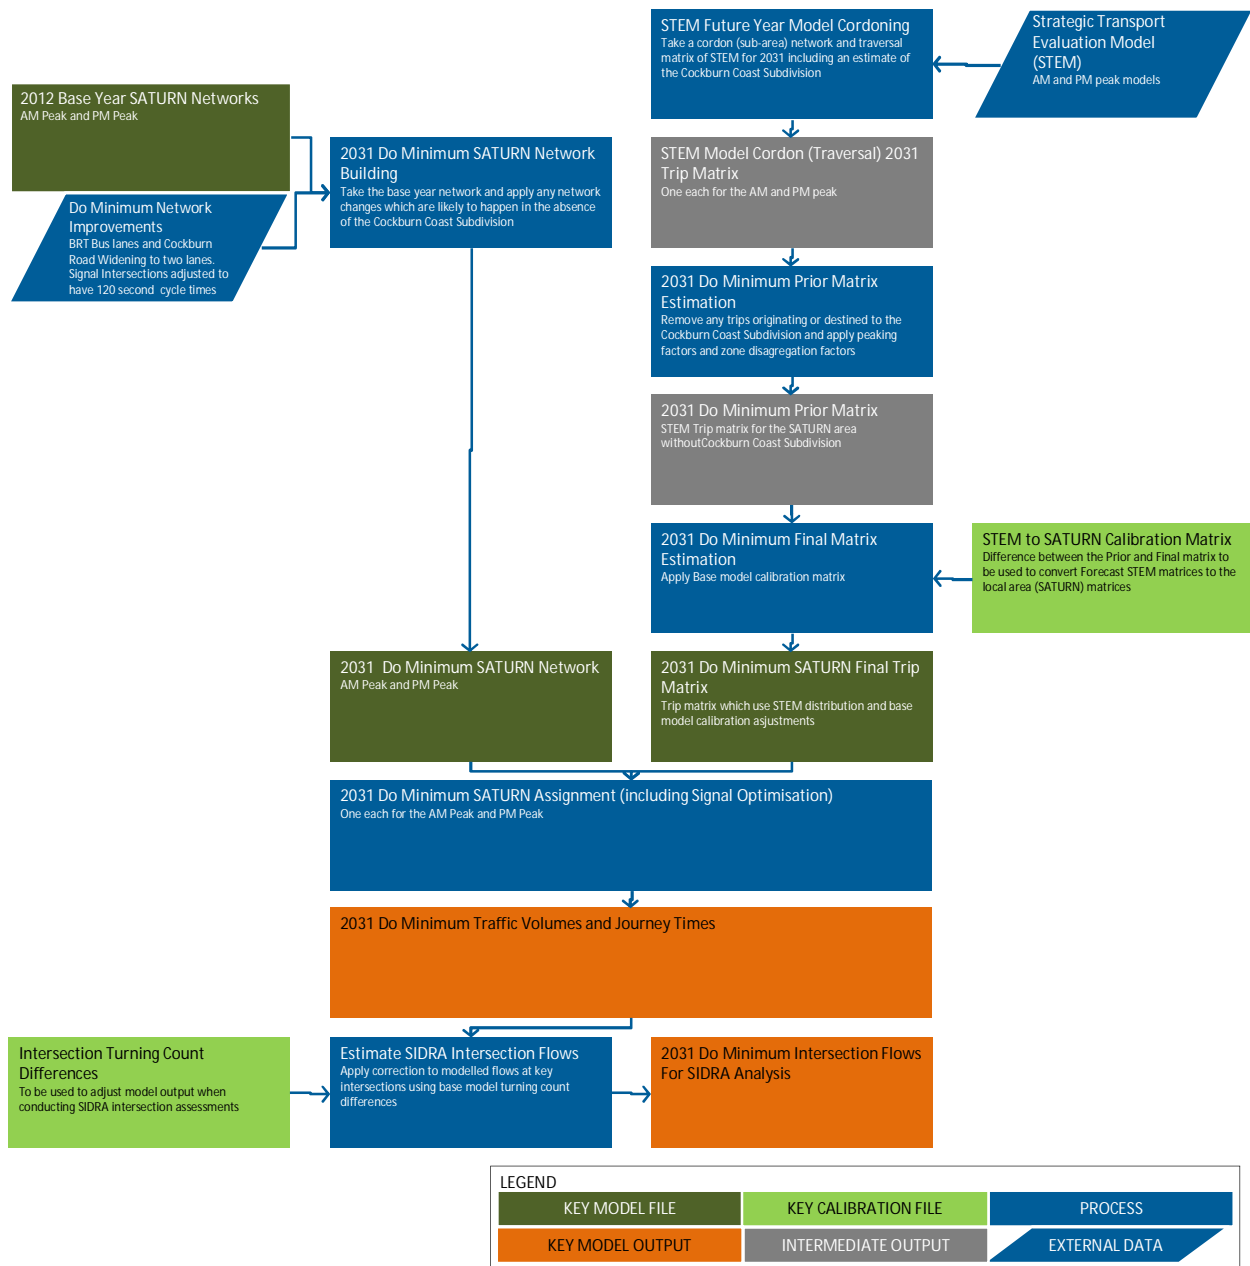 STEM Future Year Model Cordoning
Take a cordon (sub-area) network and traversal
matrix of STEM for 2031 including an estimate of
the Cockburn Coast Subdivision
Strategic Transport
Evaluation Model
(STEM)
AM and PM peak models
2012 Base Year SATURN Networks
AM Peak and PM Peak
2031 Do Minimum SATURN Network
Building
Take the base year network and apply any network
changes which are likely to happen in the absence
of the Cockburn Coast Subdivision
STEM Model Cordon (Traversal) 2031
Trip Matrix
One each for the AM and PM peak
Do Minimum Network
Improvements
BRT Bus lanes and Cockburn
Road Widening to two lanes.
Signal Intersections adjusted to
have 120 second cycle times
2031 Do Minimum Prior Matrix
Estimation
Remove any trips originating or destined to the
Cockburn Coast Subdivision and apply peaking
factors and zone disagregation factors
2031 Do Minimum Prior Matrix
STEM Trip matrix for the SATURN area
withoutCockburn Coast Subdivision
2031 Do Minimum Final Matrix
Estimation
Apply Base model calibration matrix
STEM to SATURN Calibration Matrix
Difference between the Prior and Final matrix to
be used to convert Forecast STEM matrices to the
local area (SATURN) matrices
2031 Do Minimum SATURN Network
AM Peak and PM Peak
2031 Do Minimum SATURN Final Trip
Matrix
Trip matrix which use STEM distribution and base
model calibration asjustments
2031 Do Minimum SATURN Assignment (including Signal Optimisation)
One each for the AM Peak and PM Peak
2031 Do Minimum Traffic Volumes and Journey Times
Intersection Turning Count
Differences
To be used to adjust model output when
conducting SIDRA intersection assessments
Estimate SIDRA Intersection Flows
Apply correction to modelled flows at key
intersections using base model turning count
differences
2031 Do Minimum Intersection Flows
For SIDRA Analysis
LEGEND
KEY MODEL FILE
KEY CALIBRATION FILE
PROCESS
KEY MODEL OUTPUT
INTERMEDIATE OUTPUT
EXTERNAL DATA